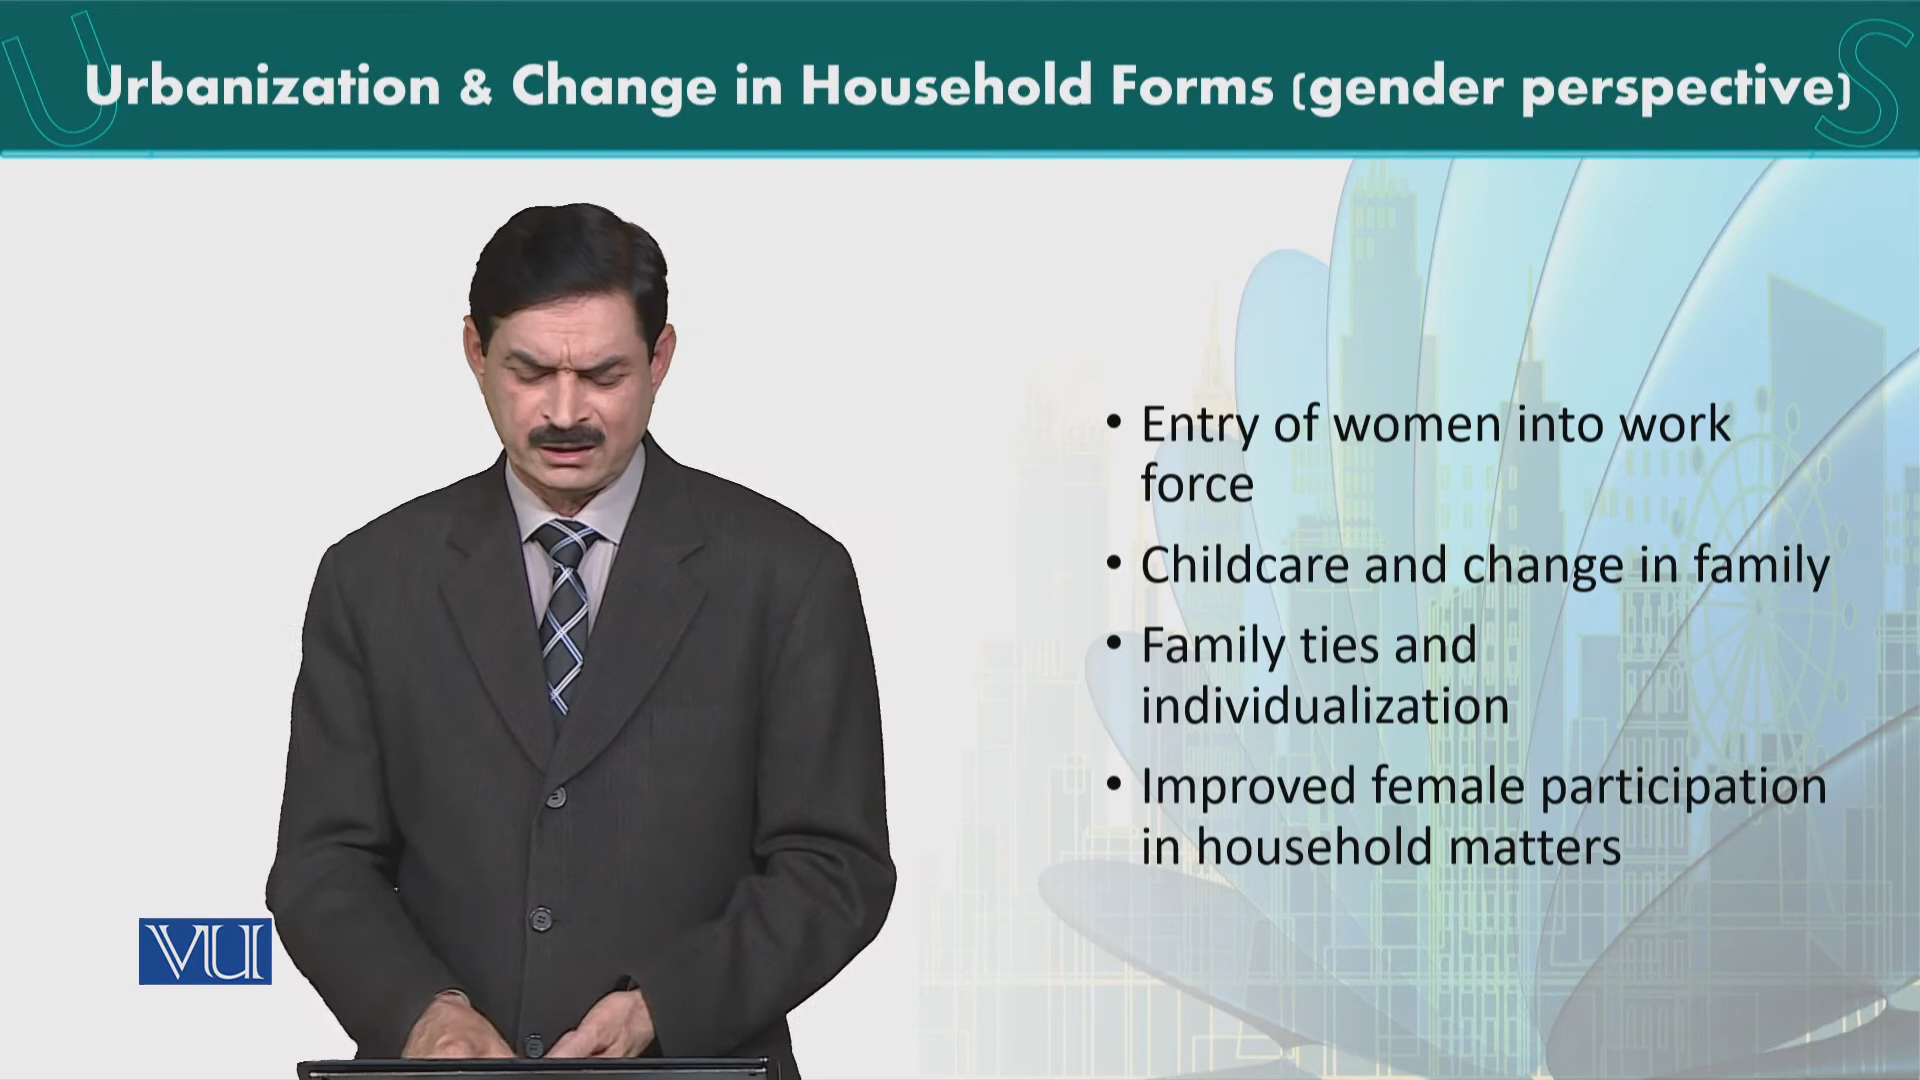 Urbanization & Change in Household Forms (gender perspective)
U
S
• Entry of women into work
force
• Childcare and change in family
• Family ties and
individualization
• Improved female participation
in household matters
VU